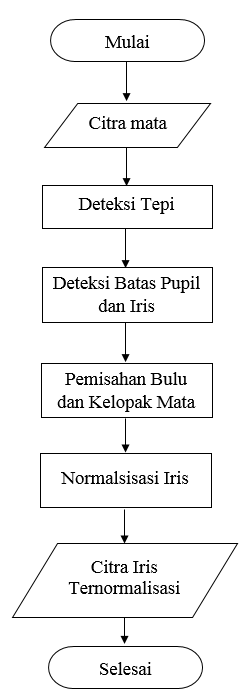 Mulai
Citra mata
Deteksi Tepi
Deteksi Batas Pupil
dan Iris
Pemisahan Bulu
dan Kelopak Mata
Normalsisasi Iris
Citra Iris
Ternormalisasi
Selesai